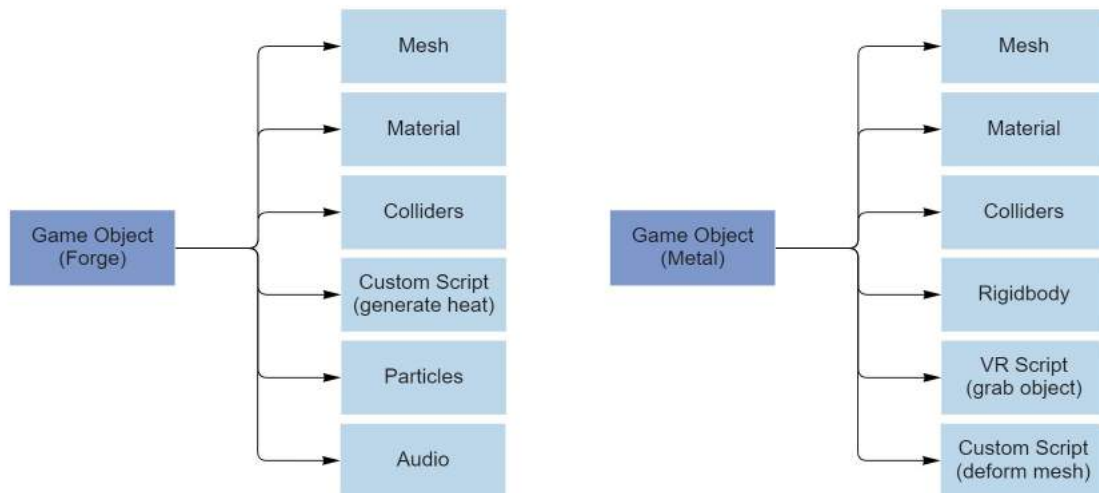 Game Object
(Forge)
Mesh
Material
Colliders
Custom Script
(generate heat)
Particles
Audio
Game Object
(Metal)
Mesh
Material
Colliders
Rigidbody
VR Script
(grab object)
Custom Script
(deform mesh)